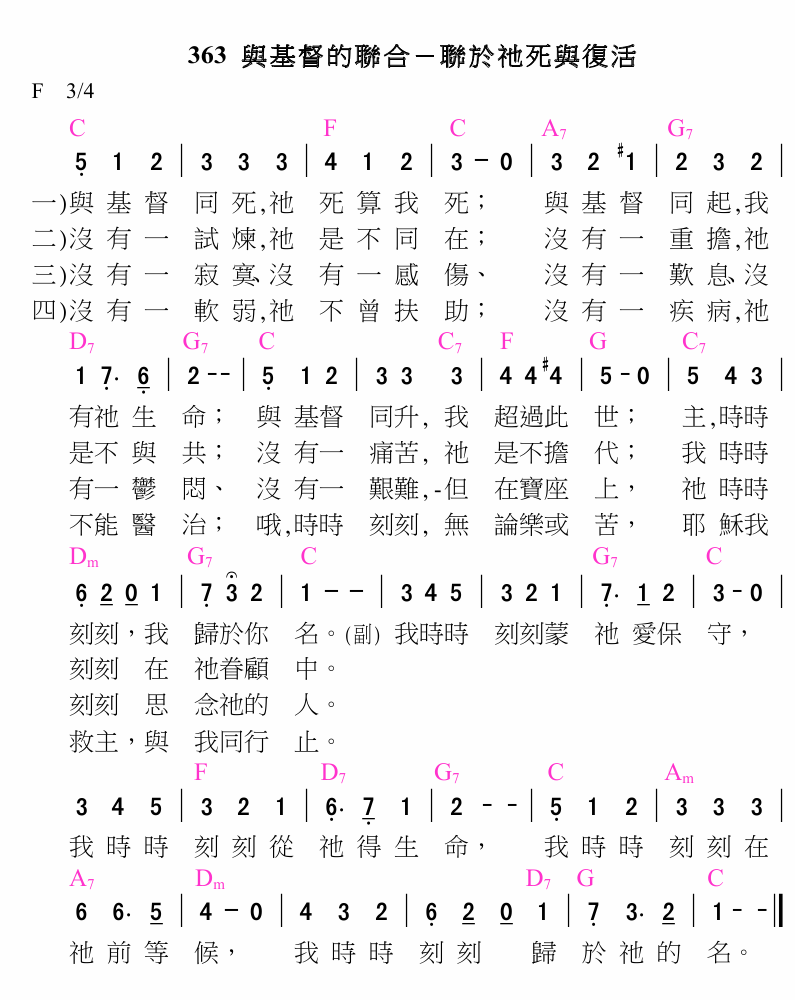 363 與基督的聯合－聯於祂死與復活
F 3/4
C F C A7 G7
5 1 2 | 3 3 3 | 4 1 2 | 3 - 0 | 3 2 #1 | 2 3 2 |
一)與 基 督 同 死,祂 死 算 我 死； 與 基 督 同 起,我
二)沒 有 一 試 煉,祂 是 不 同 在； 沒 有 一 重 擔,祂
三)沒 有 一 寂 寞、沒 有 一 感 傷、 沒 有 一 歎 息、沒
四)沒 有 一 軟 弱,祂 不 曾 扶 助； 沒 有 一 疾 病,祂
D7 G7 C C7 F G C7
1 7. 6 | 2 - - | 5 1 2 | 3 3 3 | 4 4 #4 | 5 - 0 | 5 4 3 |
有祂 生 命； 與 基督 同升, 我 超過此 世； 主,時時
是不 與 共； 沒 有一 痛苦, 祂 是不擔 代； 我 時時
有一 鬱 悶、 沒 有一 艱難,-但 在寶座 上， 祂 時時
不能 醫 治； 哦,時時 刻刻, 無 論樂或 苦， 耶 穌我
Dm G7 C G7 C
6 2 0 1 | 7 3 2 | 1 - - | 3 4 5 | 3 2 1 | 7. 1 2 | 3 - 0 |
刻刻，我 歸於你 名。(副) 我時時 刻刻蒙 祂 愛保 守，
刻刻 在 祂眷顧 中。
刻刻 思 念祂的 人。
救主，與 我同行 止。
F D7 G7 C Am
3 4 5 | 3 2 1 | 6. 7 1 | 2 - - | 5 1 2 | 3 3 3 |
我 時 時 刻 刻 從 祂 得 生 命， 我 時 時 刻 刻 在
A7 Dm D7 G C
6 6. 5 | 4 - 0 | 4 3 2 | 6 2 0 1 | 7 3. 2 | 1 - - ||
祂 前 等 候， 我 時 時 刻 刻 歸 於 祂 的 名。